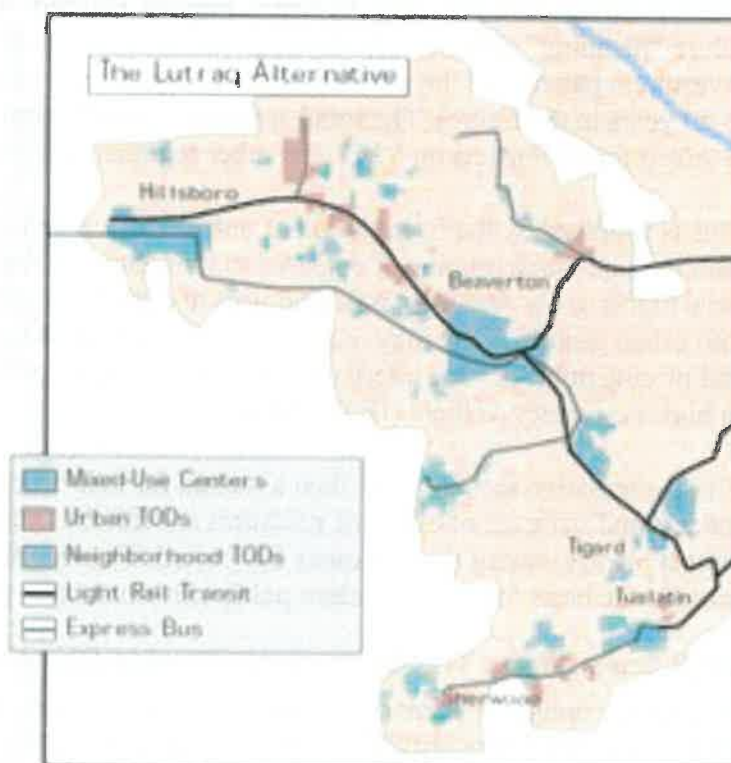 The Lutraq Alternative
Hillsboro
Beaverton
Mixed-Use Centers
Urban TODs
Neighborhood TODs
Light Rail Transit
Express Bus
Tigard
Tualatin
Sherwood